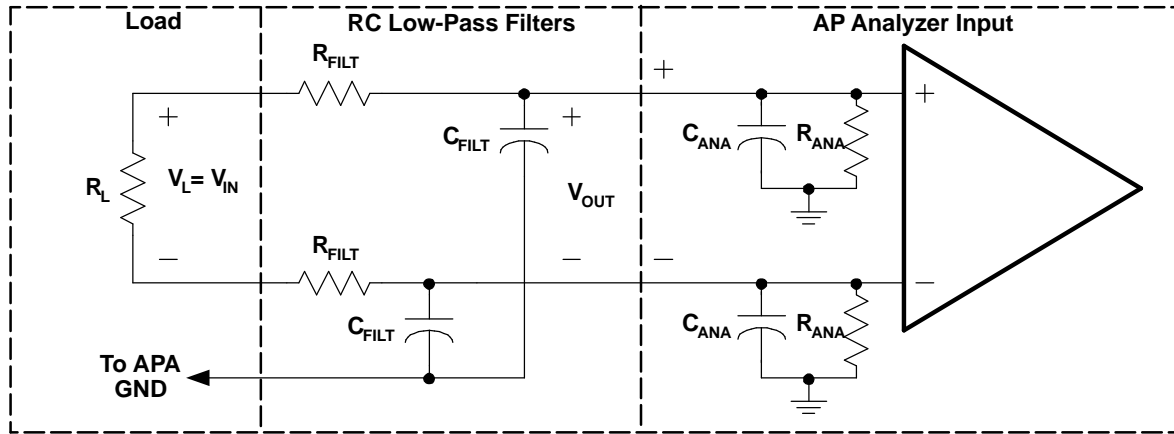 Load
RC Low-Pass Filters
AP Analyzer Input
R_FILT
+
+
+
+
C_FILT
C_ANA
R_ANA
R_L
V_L= V_IN
V_OUT
R_FILT
−
−
−
−
C_FILT
C_ANA
R_ANA
To APA
GND